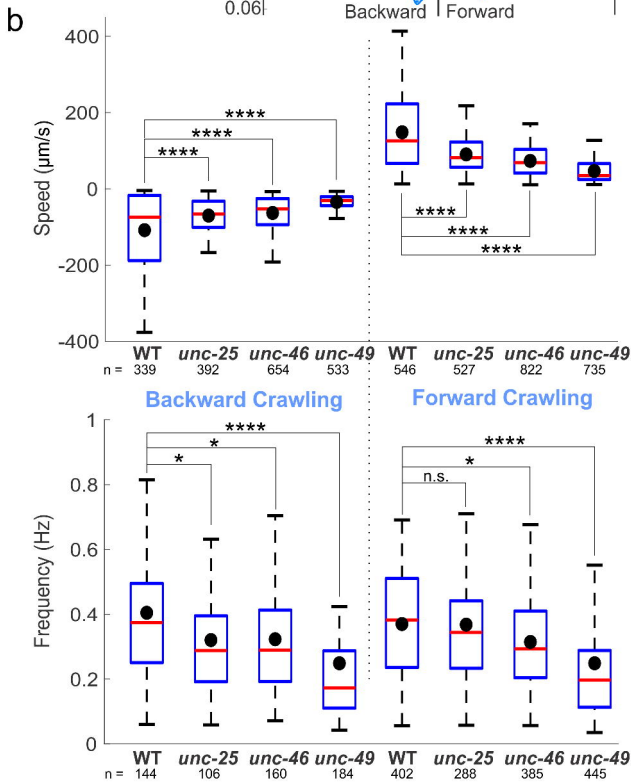 b
0.06
Backward Forward
400
200
0
-200
-400
Speed (µm/s)
****
****
****
****
****
****
WT unc-25 unc-46 unc-49 WT unc-25 unc-46 unc-49
n = 339 392 654 533 546 527 822 735
Backward Crawling Forward Crawling
1
0.8
0.6
0.4
0.2
0
Frequency (Hz)
****
*
*
****
*
n.s.
WT unc-25 unc-46 unc-49 WT unc-25 unc-46 unc-49
n = 144 106 160 184 402 288 385 445